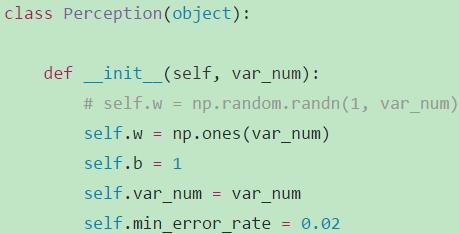 class Perception(object):
def __init__(self, var_num):
# self.w = np.random.randn(1, var_num)
self.w = np.ones(var_num)
self.b = 1
self.var_num = var_num
self.min_error_rate = 0.02